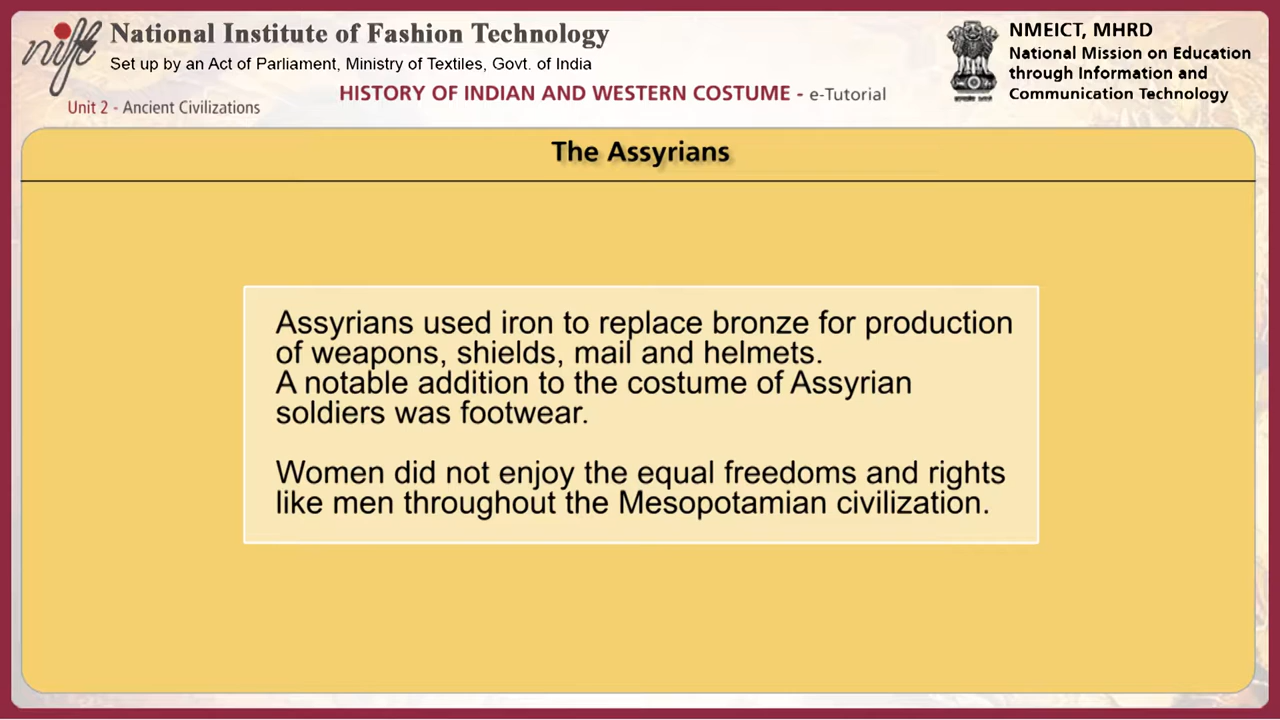 nift
National Institute of Fashion Technology
Set up by an Act of Parliament, Ministry of Textiles, Govt. of India
Unit 2 - Ancient Civilizations
HISTORY OF INDIAN AND WESTERN COSTUME - e-Tutorial
NMEICT, MHRD
National Mission on Education
through Information and
Communication Technology
The Assyrians
Assyrians used iron to replace bronze for production
of weapons, shields, mail and helmets.
A notable addition to the costume of Assyrian
soldiers was footwear.
Women did not enjoy the equal freedoms and rights
like men throughout the Mesopotamian civilization.